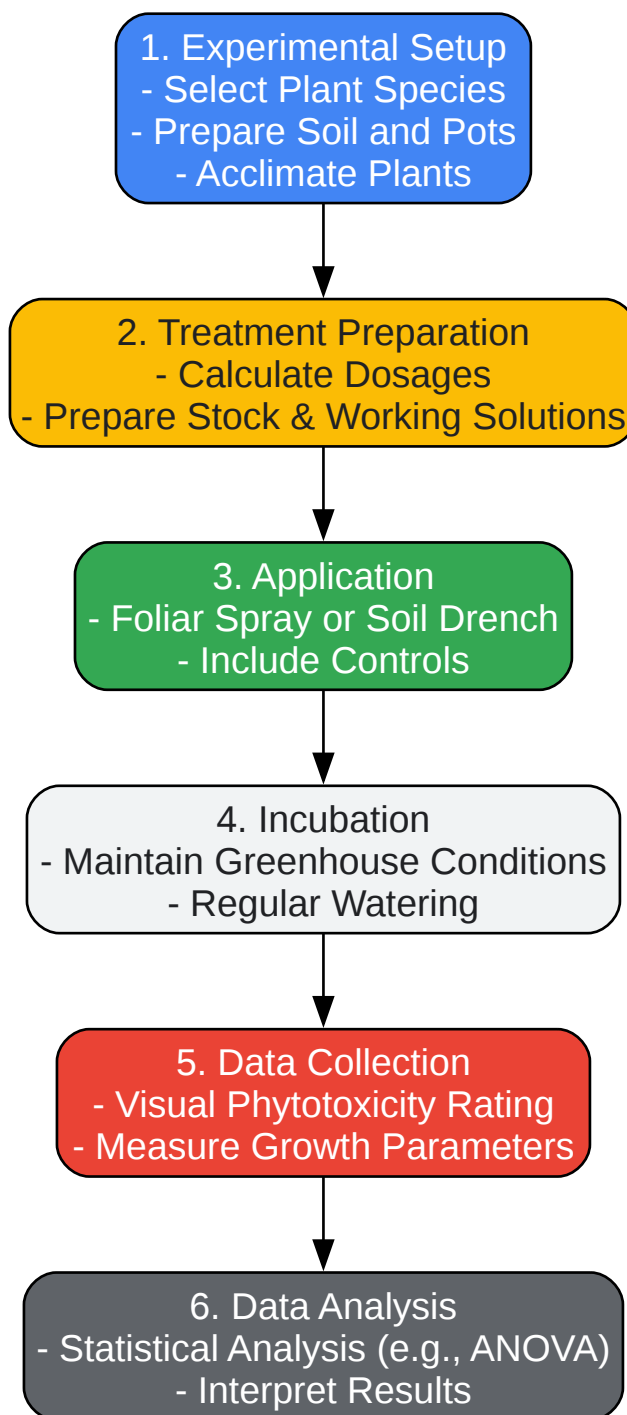 1. Experimental Setup
- Select Plant Species
- Prepare Soil and Pots
- Acclimate Plants
2. Treatment Preparation
- Calculate Dosages
- Prepare Stock & Working Solutions
3. Application
- Foliar Spray or Soil Drench
- Include Controls
4. Incubation
- Maintain Greenhouse Conditions
- Regular Watering
5. Data Collection
- Visual Phytotoxicity Rating
- Measure Growth Parameters
6. Data Analysis
- Statistical Analysis (e.g., ANOVA)
- Interpret Results